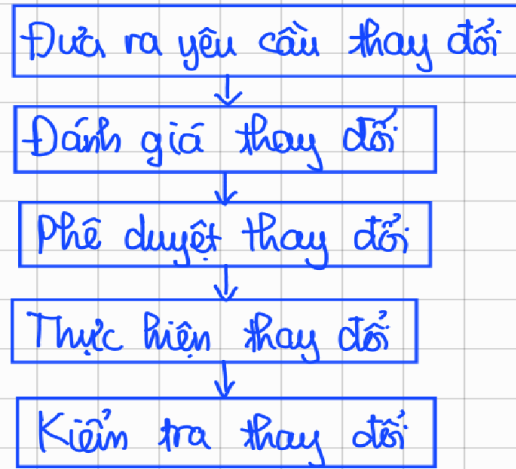 Đưa ra yêu cầu thay đổi
Đánh giá thay đổi
Phê duyệt thay đổi
Thực hiện thay đổi
Kiểm tra thay đổi